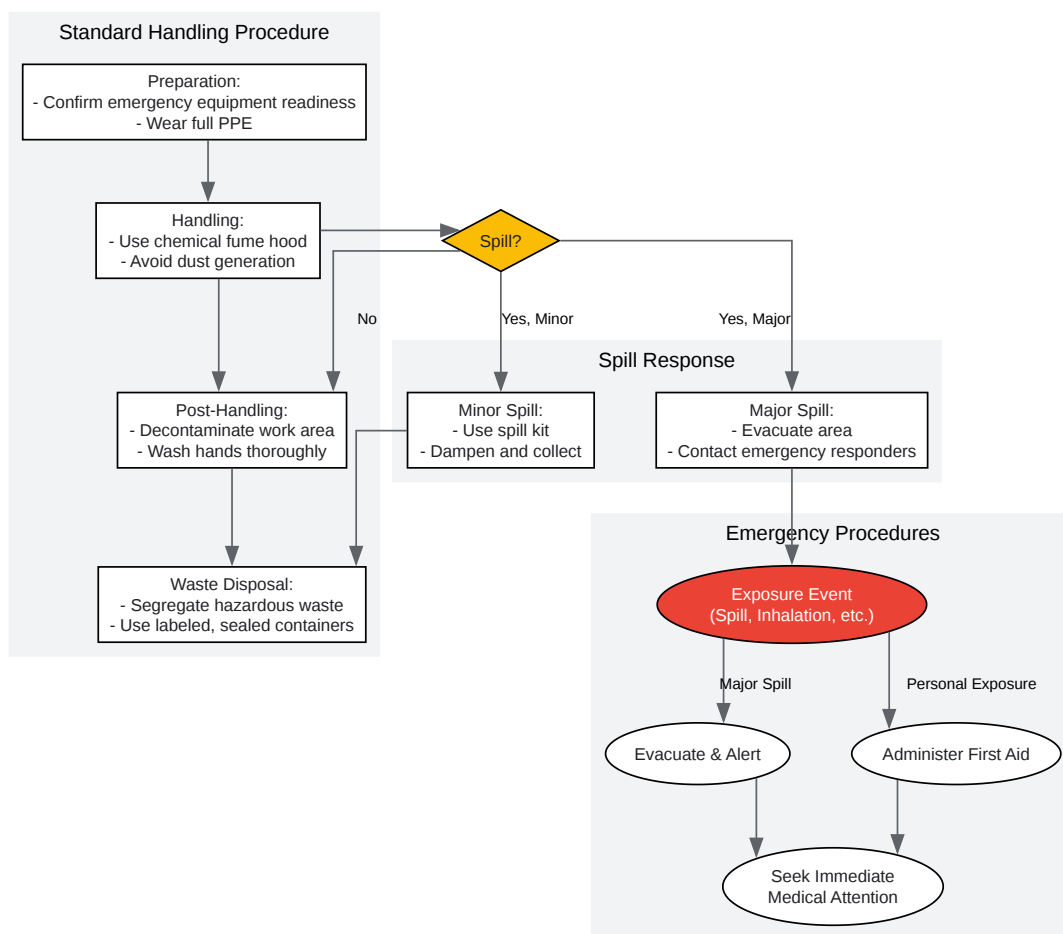 Standard Handling Procedure
Preparation:
- Confirm emergency equipment readiness
- Wear full PPE
Handling:
- Use chemical fume hood
- Avoid dust generation
Spill?
No
Yes, Minor
Yes, Major
Spill Response
Post-Handling:
- Decontaminate work area
- Wash hands thoroughly
Minor Spill:
- Use spill kit
- Dampen and collect
Major Spill:
- Evacuate area
- Contact emergency responders
Emergency Procedures
Waste Disposal:
- Segregate hazardous waste
- Use labeled, sealed containers
Exposure Event
(Spill, Inhalation, etc.)
Major Spill
Personal Exposure
Evacuate & Alert
Administer First Aid
Seek Immediate
Medical Attention